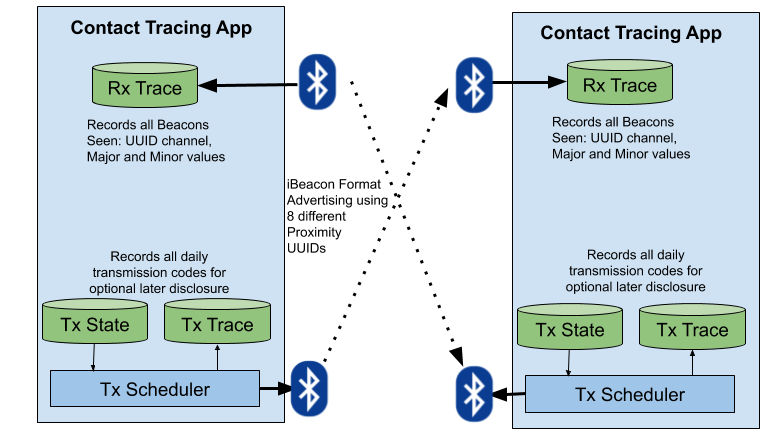 Contact Tracing App
Rx Trace
Records all Beacons
Seen: UUID channel,
Major and Minor values
Records all daily
transmission codes for
optional later disclosure
Tx State
Tx Trace
Tx Scheduler
iBeacon Format
Advertising using
8 different
Proximity
UUIDs
Contact Tracing App
Rx Trace
Records all Beacons
Seen: UUID channel,
Major and Minor values
Records all daily
transmission codes for
optional later disclosure
Tx State
Tx Trace
Tx Scheduler